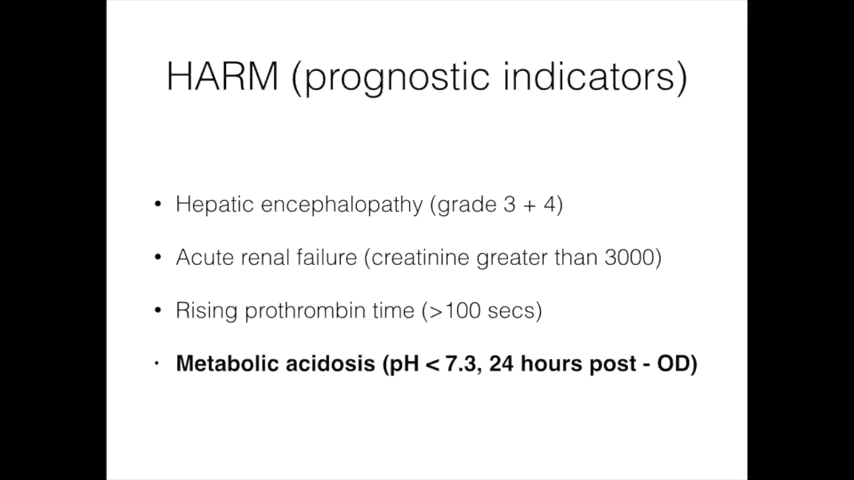 HARM (prognostic indicators)
• Hepatic encephalopathy (grade 3 + 4)
• Acute renal failure (creatinine greater than 3000)
• Rising prothrombin time (>100 secs)
• Metabolic acidosis (pH < 7.3, 24 hours post - OD)